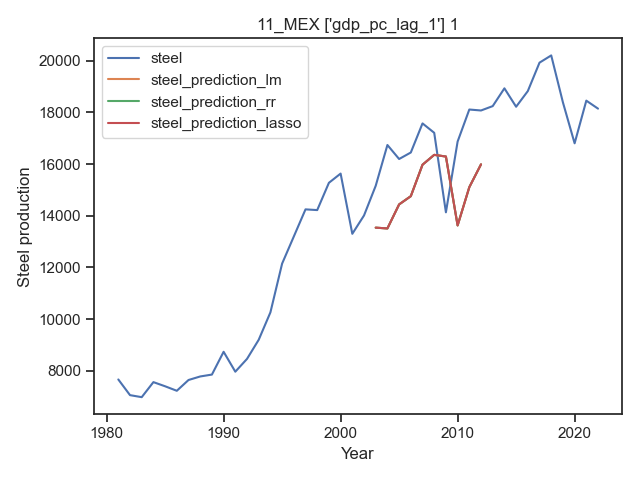 11_MEX ['gdp_pc_lag_1'] 1
steel
steel_prediction_lm
steel_prediction_rr
steel_prediction_lasso
Steel production
20000
18000
16000
14000
12000
10000
8000
1980
1990
2000
2010
2020
Year